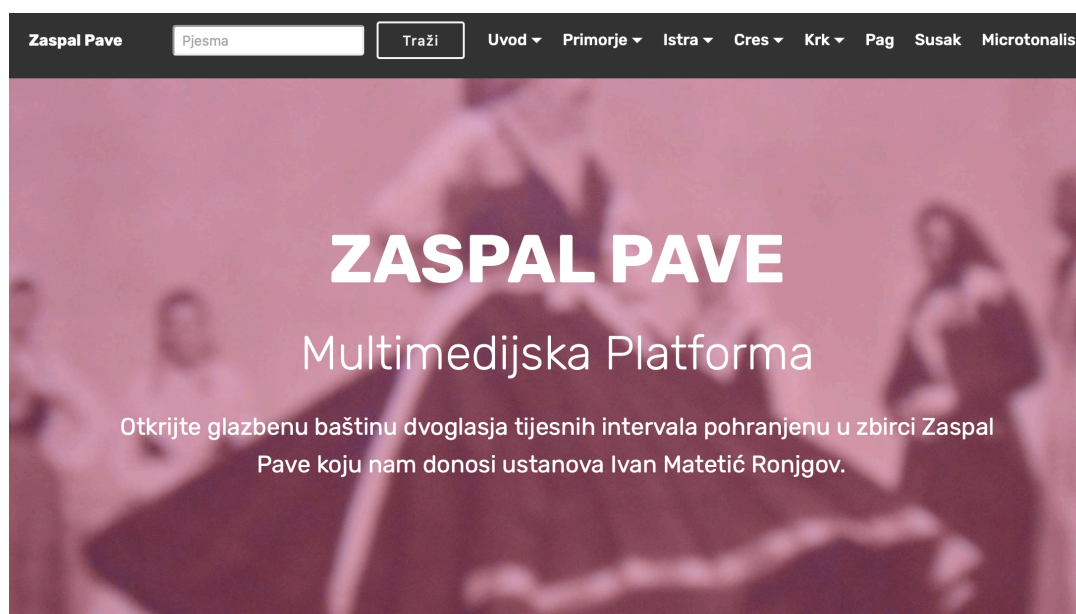 Zaspal Pave Pjesma Traži Uvod Primorje Istra Cres Krk Pag Susak Microtonalis
ZASPAL PAVE
Multimedijska Platforma
Otkrijte glazbenu baštinu dvoglasja tijesnih intervala pohranjenu u zbirci Zaspal
Pave koju nam donosi ustanova Ivan Matetić Ronjgov.